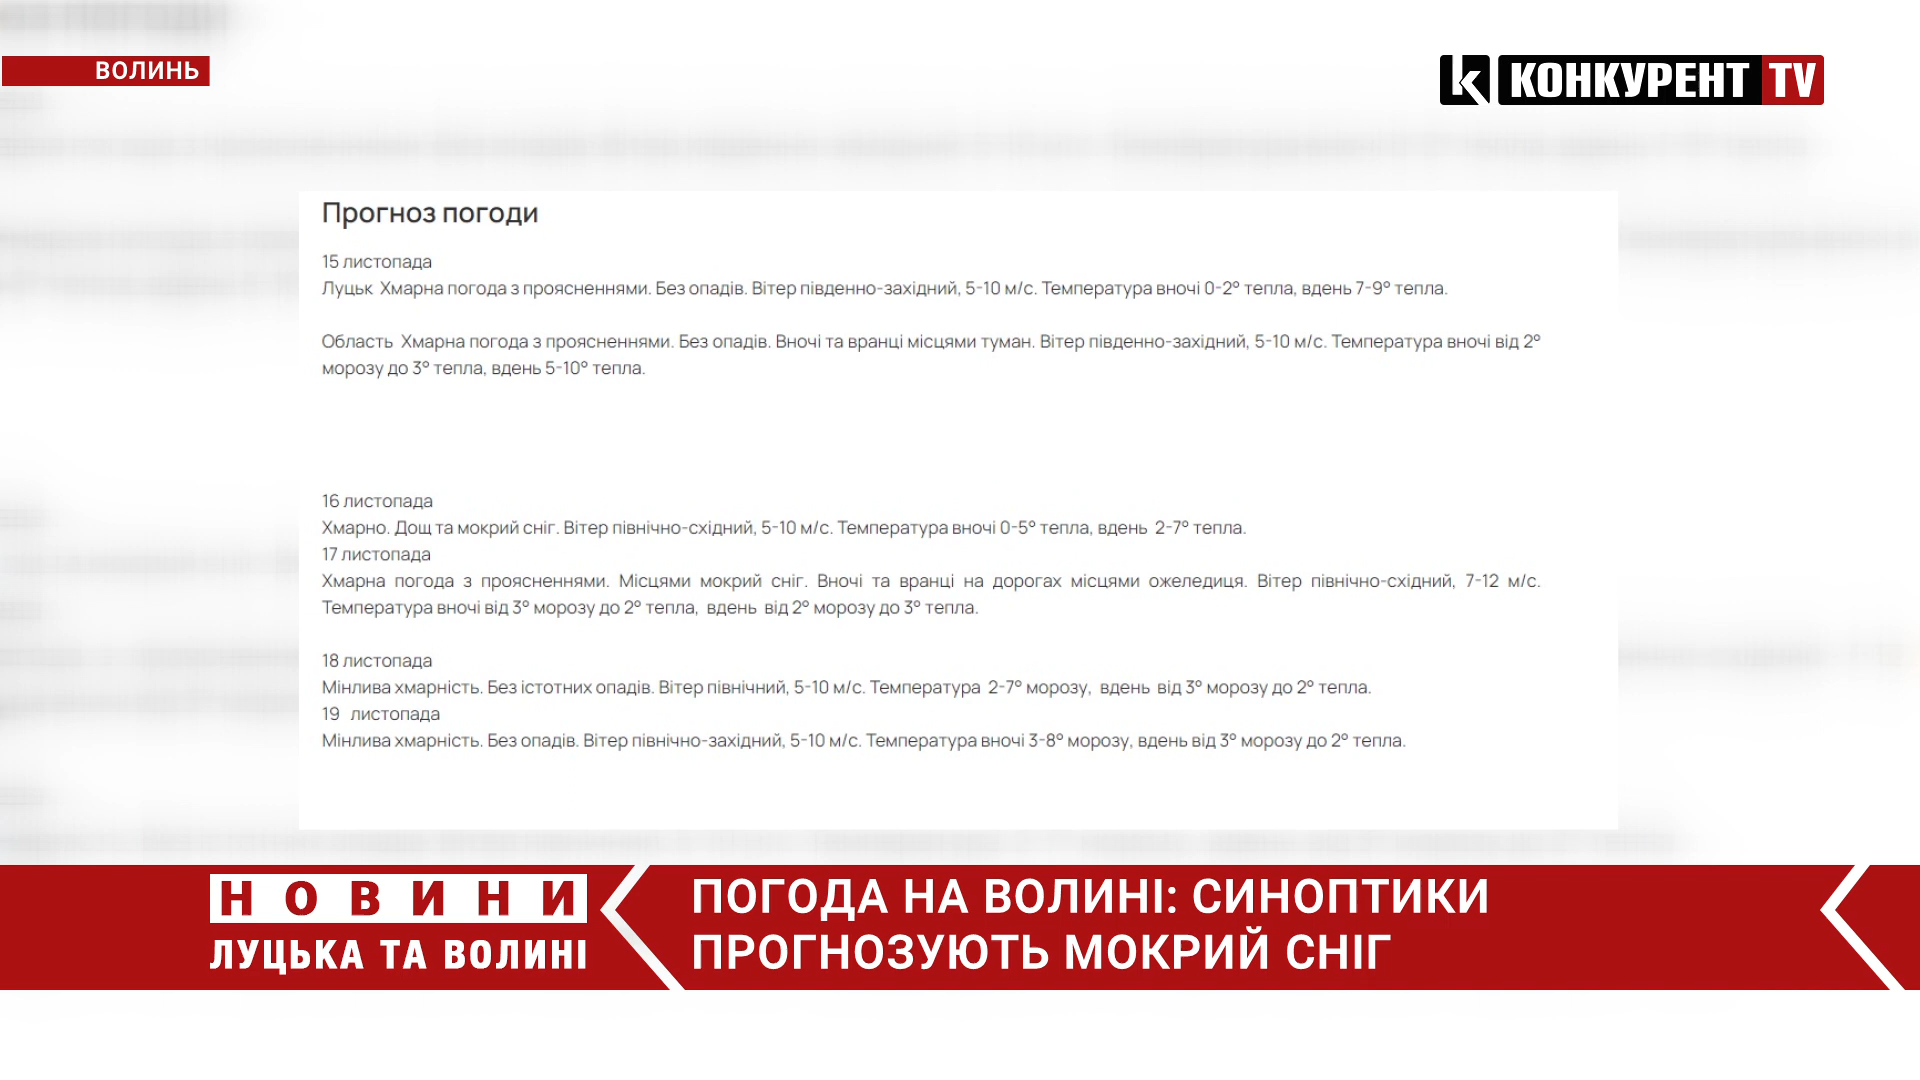 ВОЛИНЬ
КОНКУРЕНТ TV
Прогноз погоди
15 листопада
Луцьк Хмарна погода з проясненнями. Без опадів. Вітер південно-західний, 5-10 м/с. Температура вночі 0-2° тепла, вдень 7-9° тепла.
Область Хмарна погода з проясненнями. Без опадів. Вночі та вранці місцями туман. Вітер південно-західний, 5-10 м/с. Температура вночі від 2°
морозу до 3° тепла, вдень 5-10° тепла.
16 листопада
Хмарно. Дощ та мокрий сніг. Вітер північно-східний, 5-10 м/с. Температура вночі 0-5° тепла, вдень 2-7° тепла.
17 листопада
Хмарна погода з проясненнями. Місцями мокрий сніг. Вночі та вранці на дорогах місцями ожеледиця. Вітер північно-східний, 7-12 м/с.
Температура вночі від 3° морозу до 2° тепла, вдень від 2° морозу до 3° тепла.
18 листопада
Мінлива хмарність. Без істотних опадів. Вітер північний, 5-10 м/с. Температура 2-7° морозу, вдень від 3° морозу до 2° тепла.
19 листопада
Мінлива хмарність. Без опадів. Вітер північно-західний, 5-10 м/с. Температура вночі 3-8° морозу, вдень від 3° морозу до 2° тепла.
НОВИНИ
ЛУЦЬКА ТА ВОЛИНІ
ПОГОДА НА ВОЛИНІ: СИНОПТИКИ
ПРОГНОЗУЮТЬ МОКРИЙ СНІГ